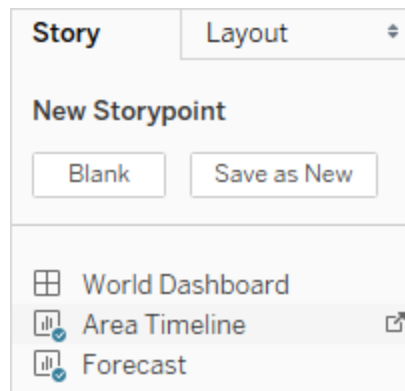 Story Layout
New Storypoint
Blank Save as New
World Dashboard
Area Timeline
Forecast